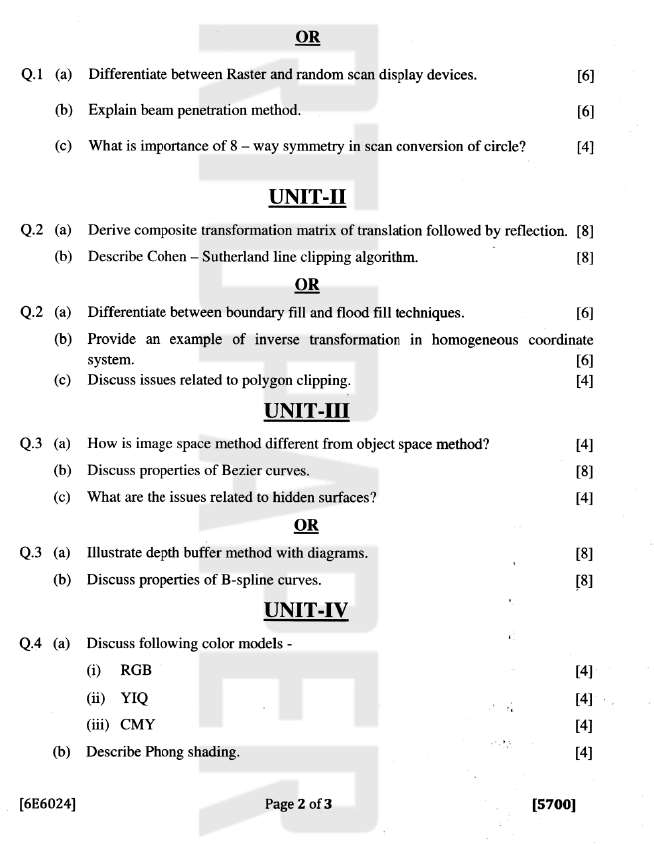 OR
Q.1 (a) Differentiate between Raster and random scan display devices. [6]
(b) Explain beam penetration method. [6]
(c) What is importance of 8 – way symmetry in scan conversion of circle? [4]
UNIT-II
Q.2 (a) Derive composite transformation matrix of translation followed by reflection. [8]
(b) Describe Cohen – Sutherland line clipping algorithm. [8]
OR
Q.2 (a) Differentiate between boundary fill and flood fill techniques. [6]
(b) Provide an example of inverse transformation in homogeneous coordinate
system. [6]
(c) Discuss issues related to polygon clipping. [4]
UNIT-III
Q.3 (a) How is image space method different from object space method? [4]
(b) Discuss properties of Bezier curves. [8]
(c) What are the issues related to hidden surfaces? [4]
OR
Q.3 (a) Illustrate depth buffer method with diagrams. [8]
(b) Discuss properties of B-spline curves. [8]
UNIT-IV
Q.4 (a) Discuss following color models -
(i) RGB [4]
(ii) YIQ [4]
(iii) CMY [4]
(b) Describe Phong shading. [4]
[6E6024] Page 2 of 3 [5700]
RTUPAPER